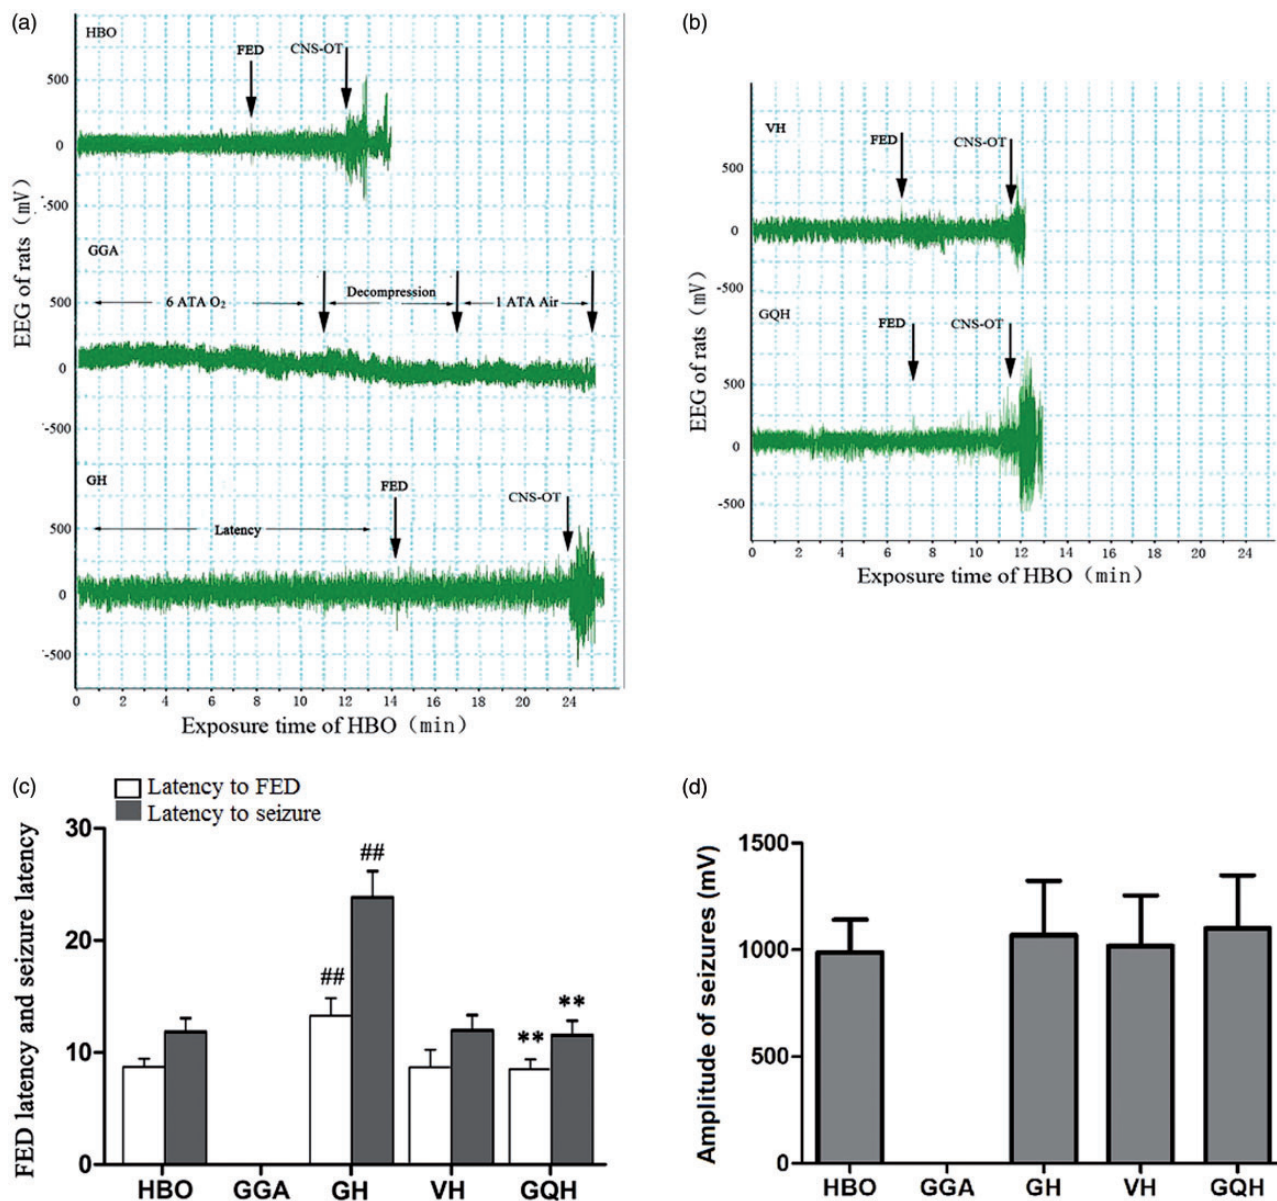 (a)
HBO
FED
CNS-OT
500
0
-500
GGA
6 ATA O₂
Decompression
1 ATA Air
500
0
-500
GH
Latency
FED
CNS-OT
500
0
-500
EEG of rats (mV)
0 2 4 6 8 10 12 14 16 18 20 24
Exposure time of HBO (min)
(b)
VH
FED
CNS-OT
500
0
-500
GQH
FED
CNS-OT
500
0
-500
EEG of rats (mV)
0 2 4 6 8 10 12 14 16 18 20 24
Exposure time of HBO (min)
(c)
Latency to FED
Latency to seizure
FED latency and seizure latency
30
20
10
0
##
##
**
**
HBO GGA GH VH GQH
(d)
Amplitude of seizures (mV)
1500
1000
500
0
HBO GGA GH VH GQH